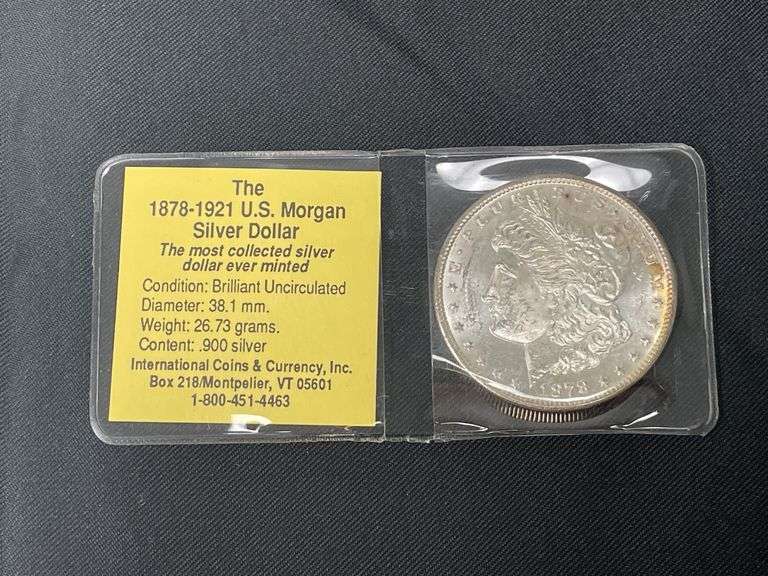 The
1878-1921 U.S. Morgan
Silver Dollar
The most collected silver
dollar ever minted
Condition: Brilliant Uncirculated
Diameter: 38.1 mm.
Weight: 26.73 grams.
Content: .900 silver
International Coins & Currency, Inc.
Box 218/Montpelier, VT 05601
1-800-451-4463
1878